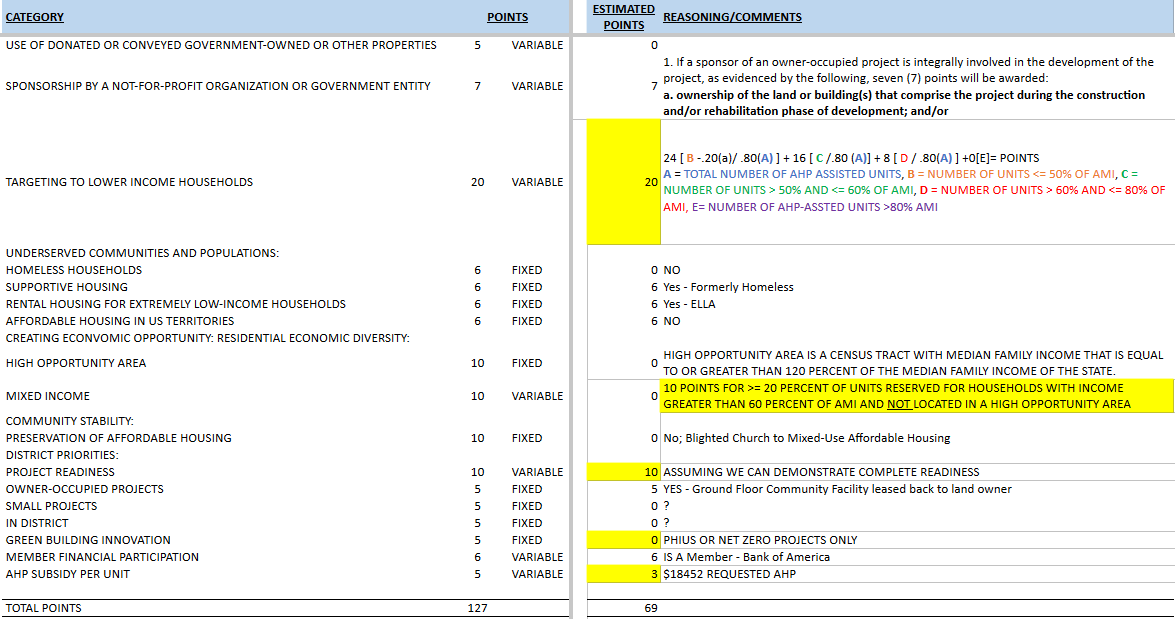 CATEGORY POINTS ESTIMATED POINTS REASONING/COMMENTS
USE OF DONATED OR CONVEYED GOVERNMENT-OWNED OR OTHER PROPERTIES 5 VARIABLE 0
SPONSORSHIP BY A NOT-FOR-PROFIT ORGANIZATION OR GOVERNMENT ENTITY 7 VARIABLE 7
1. If a sponsor of an owner-occupied project is integrally involved in the development of the
project, as evidenced by the following, seven (7) points will be awarded:
a. ownership of the land or building(s) that comprise the project during the construction
and/or rehabilitation phase of development; and/or
TARGETING TO LOWER INCOME HOUSEHOLDS 20 VARIABLE 20
24 [ B -.20(a)/ .80(A) ] + 16 [ C /.80 (A)] + 8 [ D / .80(A) ] +0[E]= POINTS
A = TOTAL NUMBER OF AHP ASSISTED UNITS, B = NUMBER OF UNITS <= 50% OF AMI, C =
NUMBER OF UNITS > 50% AND <= 60% OF AMI, D = NUMBER OF UNITS > 60% AND <= 80% OF
AMI, E= NUMBER OF AHP-ASSTED UNITS >80% AMI
UNDERSERVED COMMUNITIES AND POPULATIONS:
HOMELESS HOUSEHOLDS 6 FIXED 0 NO
SUPPORTIVE HOUSING 6 FIXED 6 Yes - Formerly Homeless
RENTAL HOUSING FOR EXTREMELY LOW-INCOME HOUSEHOLDS 6 FIXED 6 Yes - ELLA
AFFORDABLE HOUSING IN US TERRITORIES 6 FIXED 6 NO
CREATING ECONVOMIC OPPORTUNITY: RESIDENTIAL ECONOMIC DIVERSITY:
HIGH OPPORTUNITY AREA 10 FIXED 0
HIGH OPPORTUNITY AREA IS A CENSUS TRACT WITH MEDIAN FAMILY INCOME THAT IS EQUAL
TO OR GREATER THAN 120 PERCENT OF THE MEDIAN FAMILY INCOME OF THE STATE.
MIXED INCOME 10 VARIABLE 0
10 POINTS FOR >= 20 PERCENT OF UNITS RESERVED FOR HOUSEHOLDS WITH INCOME
GREATER THAN 60 PERCENT OF AMI AND NOT LOCATED IN A HIGH OPPORTUNITY AREA
COMMUNITY STABILITY:
PRESERVATION OF AFFORDABLE HOUSING 10 FIXED 0 No; Blighted Church to Mixed-Use Affordable Housing
DISTRICT PRIORITIES:
PROJECT READINESS 10 VARIABLE 10 ASSUMING WE CAN DEMONSTRATE COMPLETE READINESS
OWNER-OCCUPIED PROJECTS 5 FIXED 5 YES - Ground Floor Community Facility leased back to land owner
SMALL PROJECTS 5 FIXED 0 ?
IN DISTRICT 5 FIXED 0 ?
GREEN BUILDING INNOVATION 5 FIXED 0 PHIUS OR NET ZERO PROJECTS ONLY
MEMBER FINANCIAL PARTICIPATION 6 VARIABLE 6 IS A Member - Bank of America
AHP SUBSIDY PER UNIT 5 VARIABLE 3 $18452 REQUESTED AHP
TOTAL POINTS 127 69